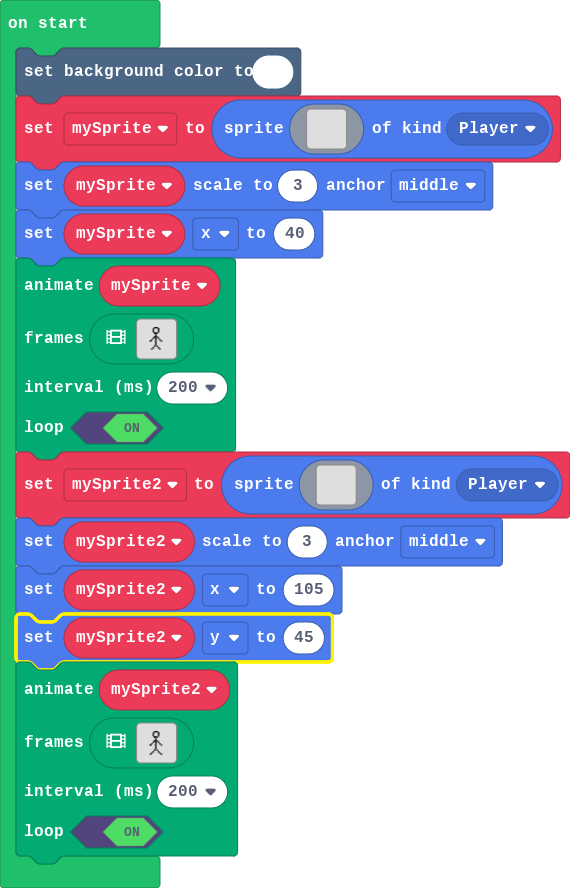 on start
set background color to
set mySprite to sprite of kind Player
set mySprite scale to 3 anchor middle
set mySprite x to 40
animate mySprite
frames
interval (ms) 200
loop ON
set mySprite2 to sprite of kind Player
set mySprite2 scale to 3 anchor middle
set mySprite2 x to 105
set mySprite2 y to 45
animate mySprite2
frames
interval (ms) 200
loop ON